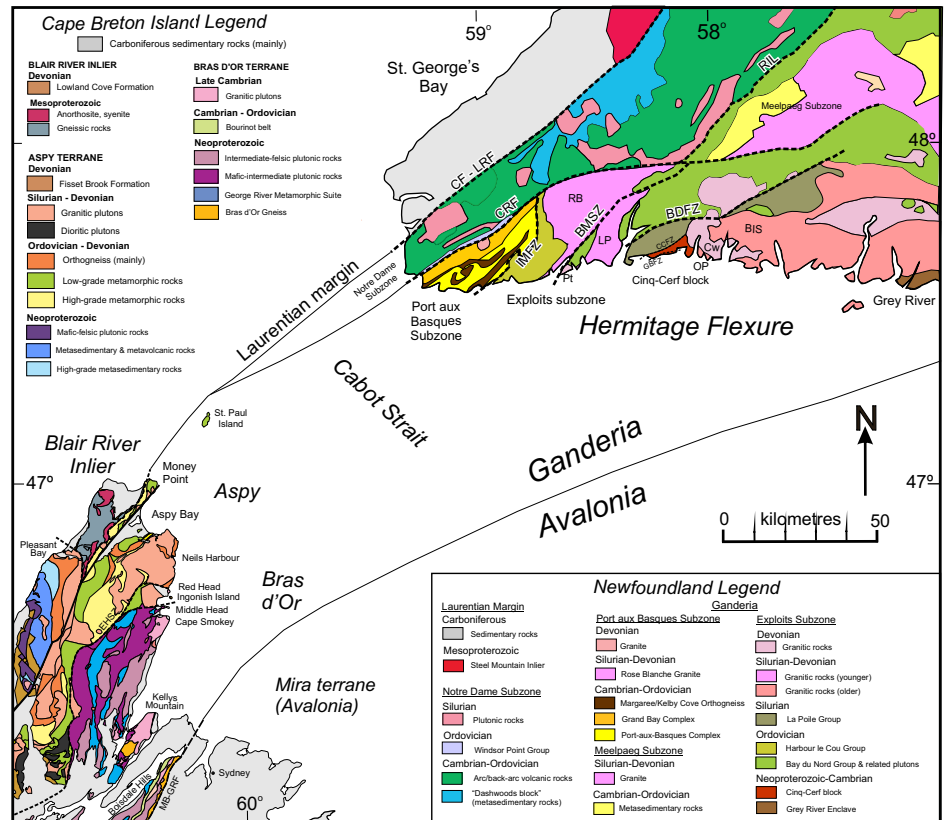 Cape Breton Island Legend
Carboniferous sedimentary rocks (mainly)
BLAIR RIVER INLIER
Devonian
Lowland Cove Formation
Mesoproterozoic
Anorthosite, syenite
Gneissic rocks
ASPY TERRANE
Devonian
Fisset Brook Formation
Silurian - Devonian
Granitic plutons
Dioritic plutons
Ordovician - Devonian
Orthogneiss (mainly)
Low-grade metamorphic rocks
High-grade metamorphic rocks
Neoproterozoic
Mafic-felsic plutonic rocks
Metasedimentary & metavolcanic rocks
High-grade metasedimentary rocks
BRAS D'OR TERRANE
Late Cambrian
Granitic plutons
Cambrian - Ordovician
Bourinot belt
Neoproterozoic
Intermediate-felsic plutonic rocks
Mafic-intermediate plutonic rocks
George River Metamorphic Suite
Bras d'Or Gneiss
59°
58°
St. George's
Bay
RIL
Meelpaeg Subzone
48°
CF - LRF
CRF
RB
BMSZ
LP
IMFZ
BDFZ
BIS
CCFZ
GBFZ
Cw
OP
Pt
Cinq-Cerf block
Grey River
Laurentian margin
Notre Dame
Subzone
Port aux
Basques
Subzone
Exploits subzone
Hermitage Flexure
Cabot Strait
St. Paul
Island
Ganderia
Avalonia
N
0 kilometres 50
Blair River
Inlier
Money
Point
47°
47°
Aspy
Aspy Bay
Pleasant
Bay
Neils Harbour
Red Head
Ingonish Island
Middle Head
Cape Smokey
EHSZ
Bras
d'Or
Kellys
Mountain
Mira terrane
(Avalonia)
Boisdale Hills
MB-GRF
Sydney
60°
Newfoundland Legend
Laurentian Margin
Carboniferous
Sedimentary rocks
Mesoproterozoic
Steel Mountain Inlier
Notre Dame Subzone
Silurian
Plutonic rocks
Ordovician
Windsor Point Group
Cambrian-Ordovician
Arc/back-arc volcanic rocks
"Dashwoods block"
(metasedimentary rocks)
Ganderia
Port aux Basques Subzone
Devonian
Granite
Silurian-Devonian
Rose Blanche Granite
Cambrian-Ordovician
Margaree/Kelby Cove Orthogneiss
Grand Bay Complex
Port-aux-Basques Complex
Meelpaeg Subzone
Silurian-Devonian
Granite
Cambrian-Ordovician
Metasedimentary rocks
Exploits Subzone
Devonian
Granitic rocks
Silurian-Devonian
Granitic rocks (younger)
Granitic rocks (older)
Silurian
La Poile Group
Ordovician
Harbour le Cou Group
Bay du Nord Group & related plutons
Neoproterozoic-Cambrian
Cinq-Cerf block
Grey River Enclave